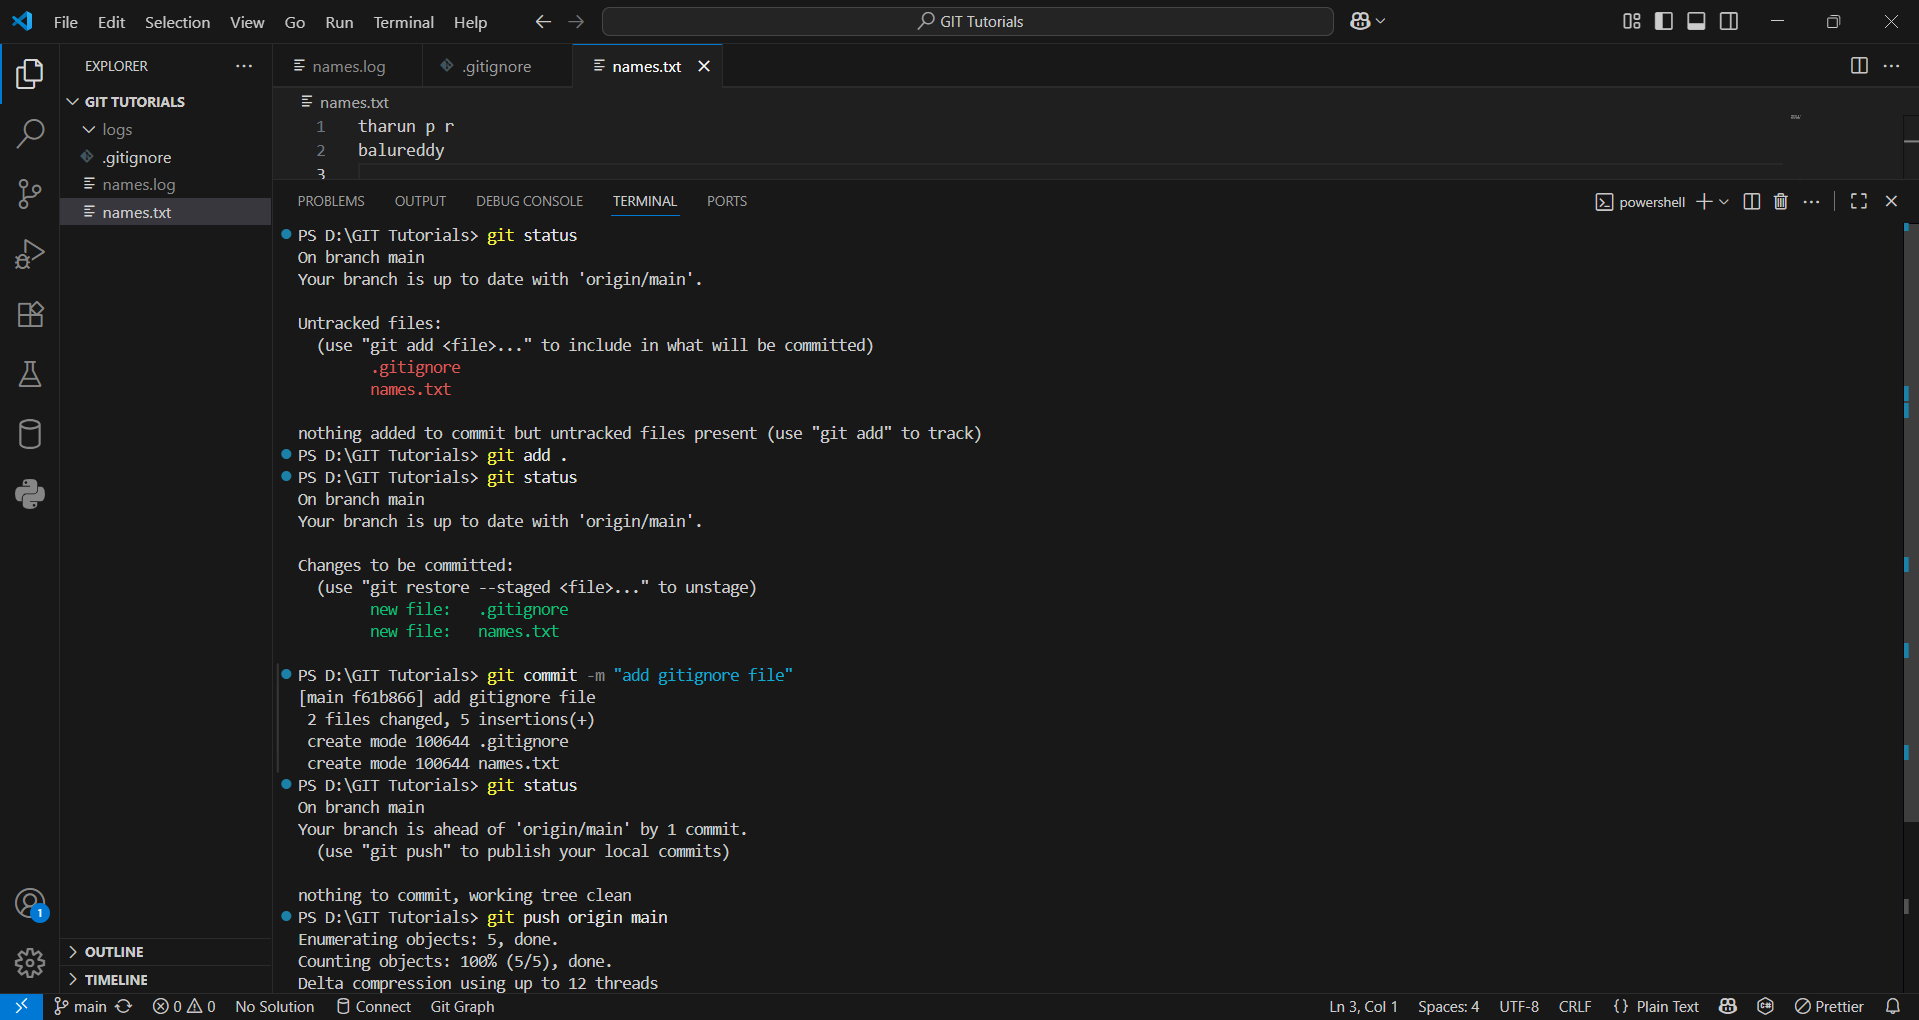 File Edit Selection View Go Run Terminal Help
GIT Tutorials
EXPLORER
GIT TUTORIALS
logs
.gitignore
names.log
names.txt
OUTLINE
TIMELINE
names.log
.gitignore
names.txt
names.txt
1 tharun p r
2 balureddy
3
PROBLEMS OUTPUT DEBUG CONSOLE TERMINAL PORTS
powershell
PS D:\GIT Tutorials> git status
On branch main
Your branch is up to date with 'origin/main'.
Untracked files:
(use "git add <file>..." to include in what will be committed)
.gitignore
names.txt
nothing added to commit but untracked files present (use "git add" to track)
PS D:\GIT Tutorials> git add .
PS D:\GIT Tutorials> git status
On branch main
Your branch is up to date with 'origin/main'.
Changes to be committed:
(use "git restore --staged <file>..." to unstage)
new file:   .gitignore
new file:   names.txt
PS D:\GIT Tutorials> git commit -m "add gitignore file"
[main f61b866] add gitignore file
2 files changed, 5 insertions(+)
create mode 100644 .gitignore
create mode 100644 names.txt
PS D:\GIT Tutorials> git status
On branch main
Your branch is ahead of 'origin/main' by 1 commit.
(use "git push" to publish your local commits)
nothing to commit, working tree clean
PS D:\GIT Tutorials> git push origin main
Enumerating objects: 5, done.
Counting objects: 100% (5/5), done.
Delta compression using up to 12 threads
1
main 0 0 No Solution Connect Git Graph
Ln 3, Col 1 Spaces: 4 UTF-8 CRLF {} Plain Text Prettier